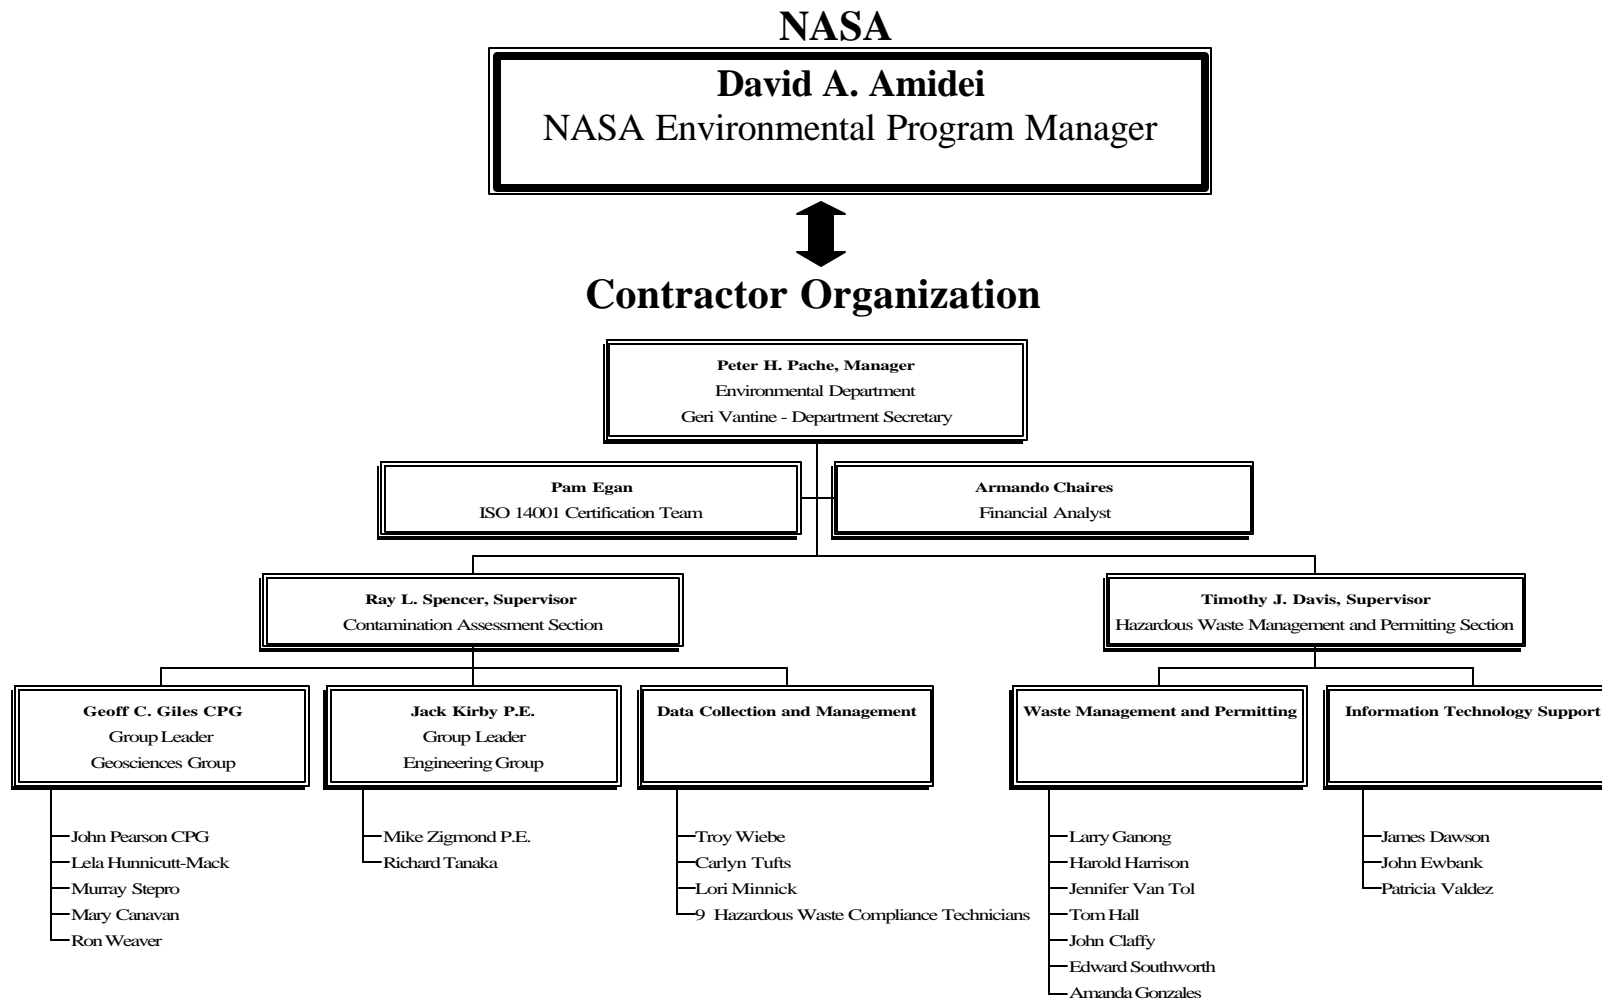 NASA
David A. Amidei
NASA Environmental Program Manager
Contractor Organization
Peter H. Pache, Manager
Environmental Department
Geri Vantine - Department Secretary
Pam Egan
ISO 14001 Certification Team
Armando Chaires
Financial Analyst
Ray L. Spencer, Supervisor
Contamination Assessment Section
Timothy J. Davis, Supervisor
Hazardous Waste Management and Permitting Section
Geoff C. Giles CPG
Group Leader
Geosciences Group
Jack Kirby P.E.
Group Leader
Engineering Group
Data Collection and Management
Waste Management and Permitting
Information Technology Support
John Pearson CPG
Lela Hunnicutt-Mack
Murray Stepro
Mary Canavan
Ron Weaver
Mike Zigmond P.E.
Richard Tanaka
Troy Wiebe
Carlyn Tufts
Lori Minnick
9 Hazardous Waste Compliance Technicians
Larry Ganong
Harold Harrison
Jennifer Van Tol
Tom Hall
John Claffy
Edward Southworth
Amanda Gonzales
James Dawson
John Ewbank
Patricia Valdez